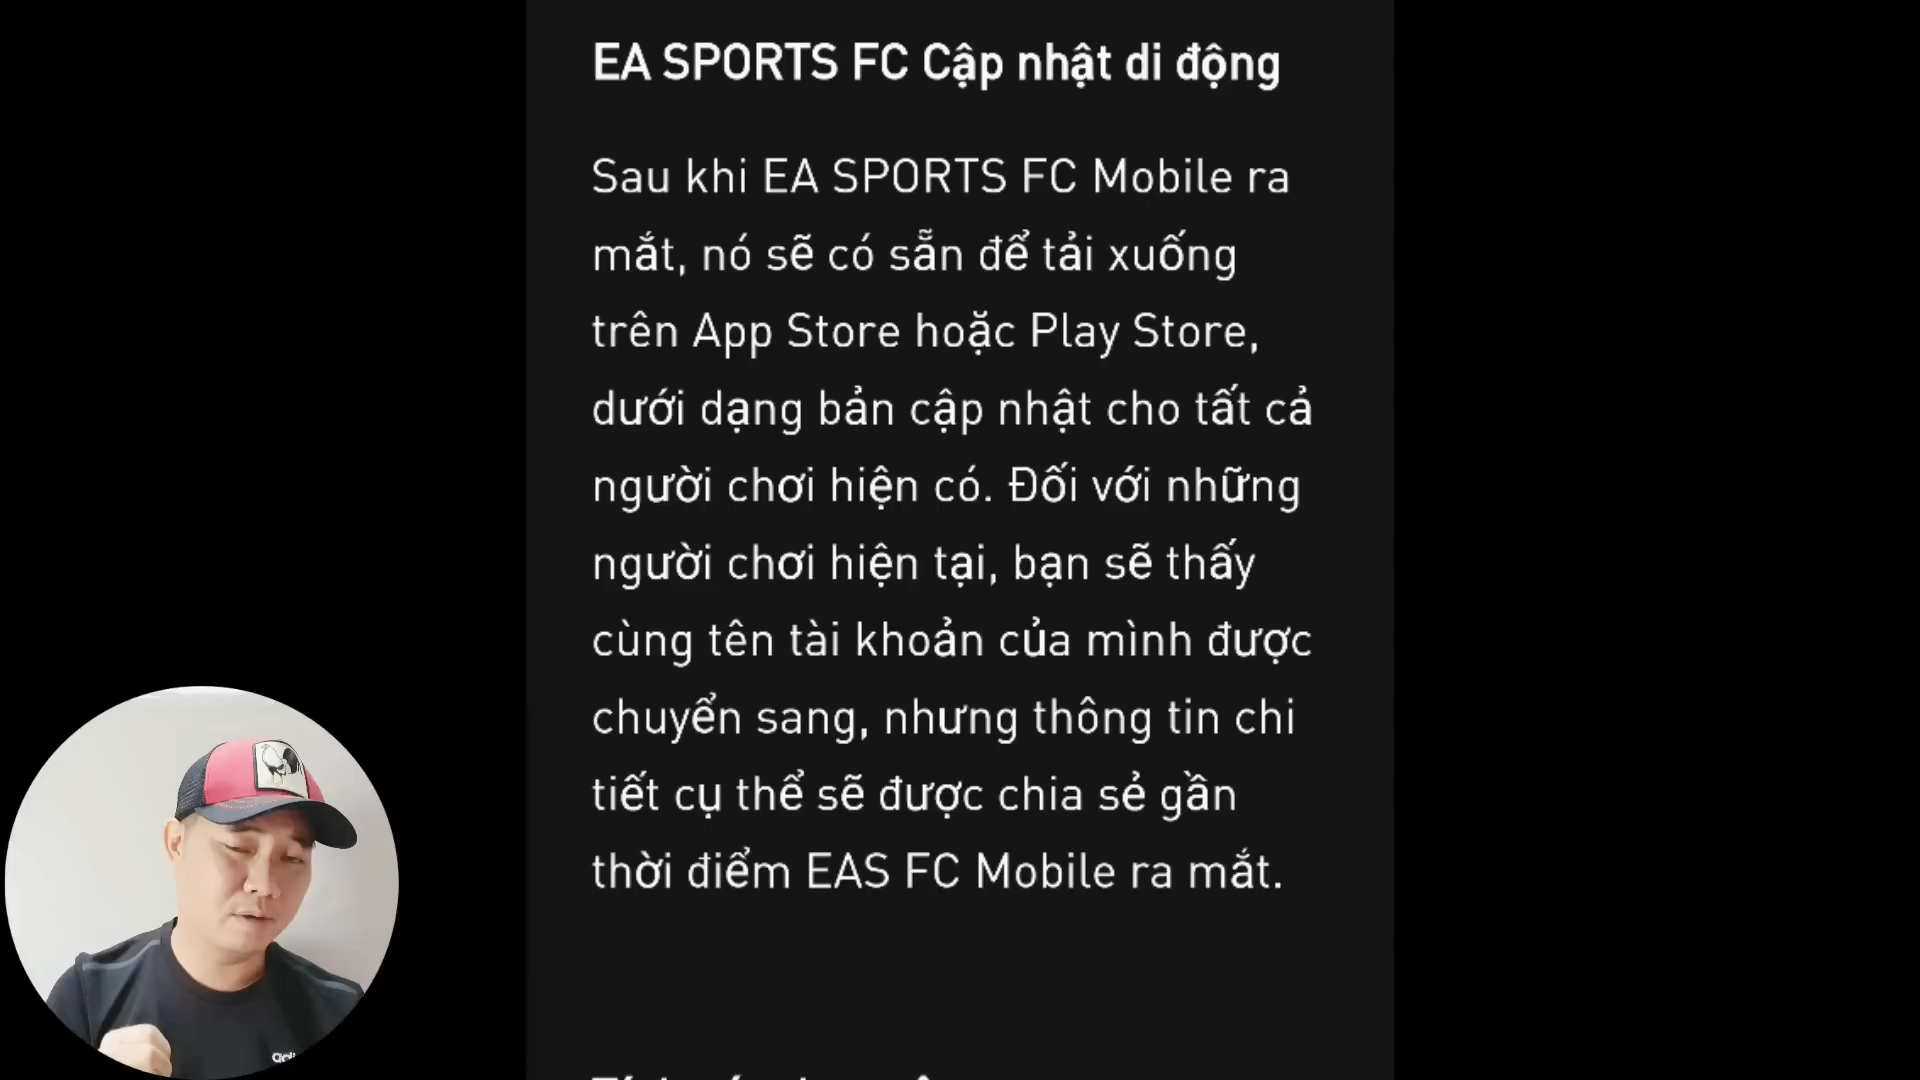 EA SPORTS FC Cập nhật di động
Sau khi EA SPORTS FC Mobile ra
mắt, nó sẽ có sẵn để tải xuống
trên App Store hoặc Play Store,
dưới dạng bản cập nhật cho tất cả
người chơi hiện có. Đối với những
người chơi hiện tại, bạn sẽ thấy
cùng tên tài khoản của mình được
chuyển sang, nhưng thông tin chi
tiết cụ thể sẽ được chia sẻ gần
thời điểm EAS FC Mobile ra mắt.